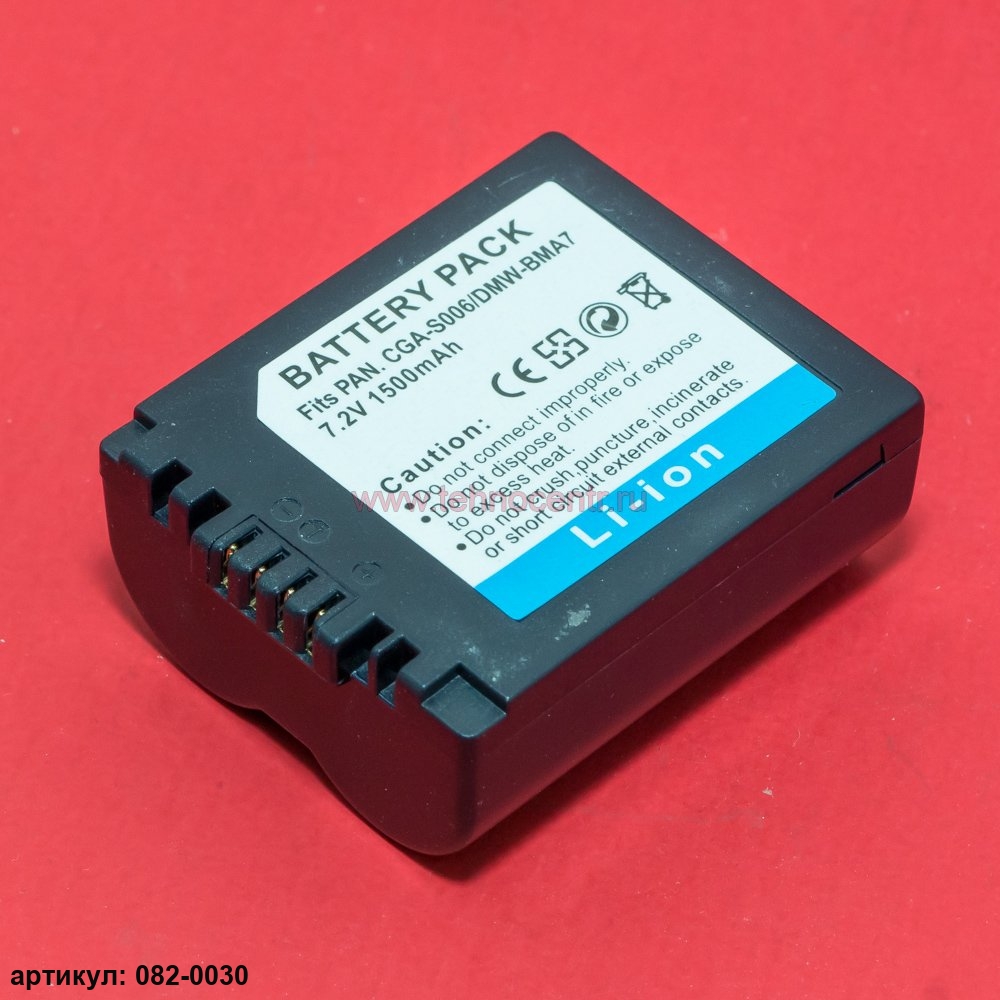 BATTERY PACK
Fits PAN. CGA-S006/DMW-BMA7
7.2V 1500mAh
CE
Caution:
• Do not connect improperly.
• Do not dispose of in fire or expose
to excess heat.
• Do not crush,puncture,incinerate
or short circuit external contacts.
Li-ion
www.tehnocentr.ru
артикул: 082-0030